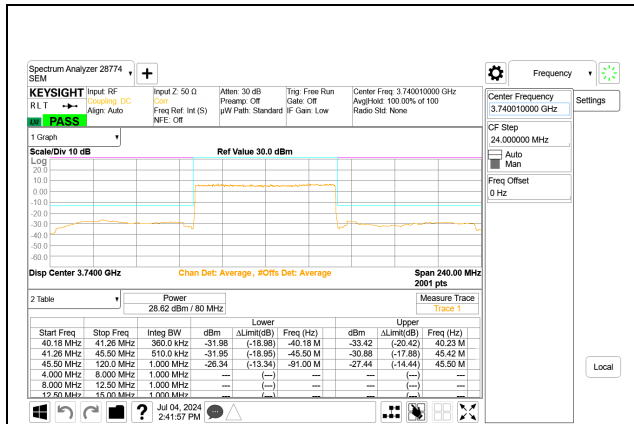 Spectrum Analyzer 28774
SEM
+
Frequency
KEYSIGHT
R L T
PASS
Input: RF
Coupling: DC
Align: Auto
Input Z: 50 Ω
Corr
Freq Ref: Int (S)
NFE: Off
Atten: 30 dB
Preamp: Off
µW Path: Standard
Trig: Free Run
Gate: Off
IF Gain: Low
Center Freq: 3.740010000 GHz
Avg|Hold: 100.00% of 100
Radio Std: None
Center Frequency
3.740010000 GHz
Settings
CF Step
24.000000 MHz
Auto
Man
Freq Offset
0 Hz
Local
1 Graph
Scale/Div 10 dB
Ref Value 30.0 dBm
Log
20.0
10.0
0.00
-10.0
-20.0
-30.0
-40.0
-50.0
-60.0
Disp Center 3.7400 GHz
Chan Det: Average, #Offs Det: Average
Span 240.00 MHz
2001 pts
2 Table
Power
28.62 dBm / 80 MHz
Measure Trace
Trace 1
Lower Upper
Start Freq Stop Freq Integ BW dBm ΔLimit(dB) Freq (Hz) dBm ΔLimit(dB) Freq (Hz)
40.18 MHz 41.26 MHz 360.0 kHz -31.98 (-18.98) -40.18 M -33.42 (-20.42) 40.23 M
41.26 MHz 45.50 MHz 510.0 kHz -31.95 (-18.95) -45.50 M -30.88 (-17.88) 45.42 M
45.50 MHz 120.0 MHz 1.000 MHz -26.34 (-13.34) -91.00 M -27.44 (-14.44) 45.50 M
4.000 MHz 8.000 MHz 1.000 MHz --- (---) --- --- (---) ---
8.000 MHz 12.50 MHz 1.000 MHz --- (---) --- --- (---) ---
12.50 MHz 15.00 MHz 1.000 MHz --- (---) --- --- (---) ---
?
Jul 04, 2024
2:41:57 PM